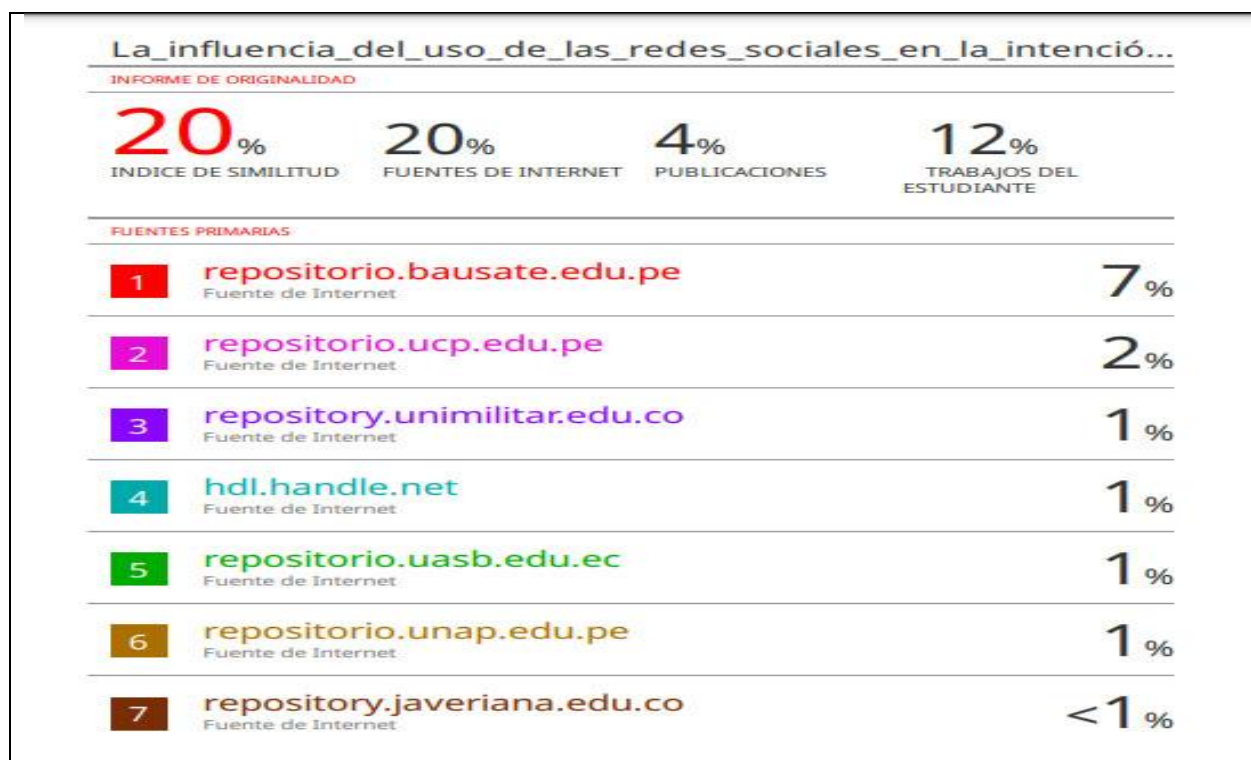 La_influencia_del_uso_de_las_redes_sociales_en_la_intenció...
INFORME DE ORIGINALIDAD
20% 20% 4% 12%
INDICE DE SIMILITUD FUENTES DE INTERNET PUBLICACIONES TRABAJOS DEL
ESTUDIANTE
FUENTES PRIMARIAS
1 repositorio.bausate.edu.pe 7%
Fuente de Internet
2 repositorio.ucp.edu.pe 2%
Fuente de Internet
3 repository.unimilitar.edu.co 1%
Fuente de Internet
4 hdl.handle.net 1%
Fuente de Internet
5 repositorio.uasb.edu.ec 1%
Fuente de Internet
6 repositorio.unap.edu.pe 1%
Fuente de Internet
7 repository.javeriana.edu.co <1%
Fuente de Internet